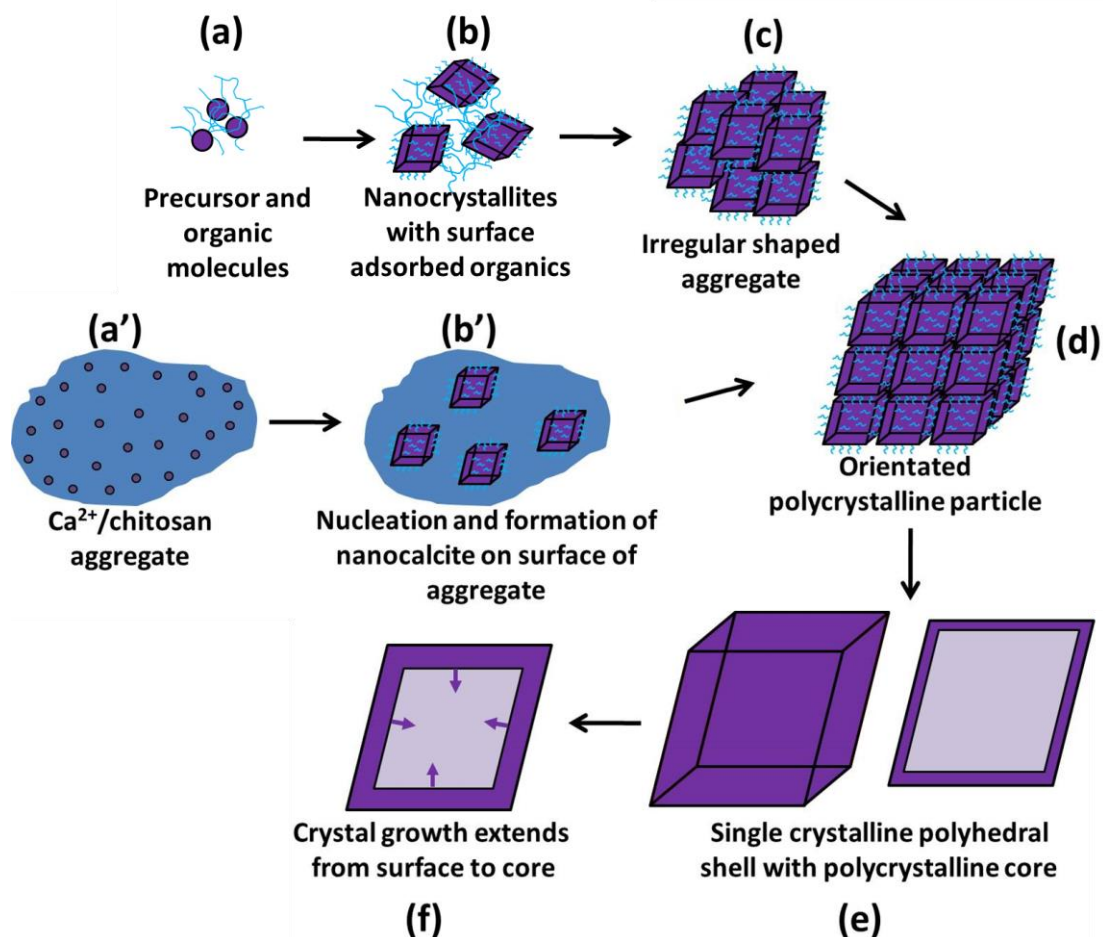 (a)
Precursor and
organic
molecules
(b)
Nanocrystallites
with surface
adsorbed organics
(c)
Irregular shaped
aggregate
(a’)
Ca²⁺/chitosan
aggregate
(b’)
Nucleation and formation of
nanocalcite on surface of
aggregate
(d)
Orientated
polycrystalline particle
Crystal growth extends
from surface to core
(f)
Single crystalline polyhedral
shell with polycrystalline core
(e)